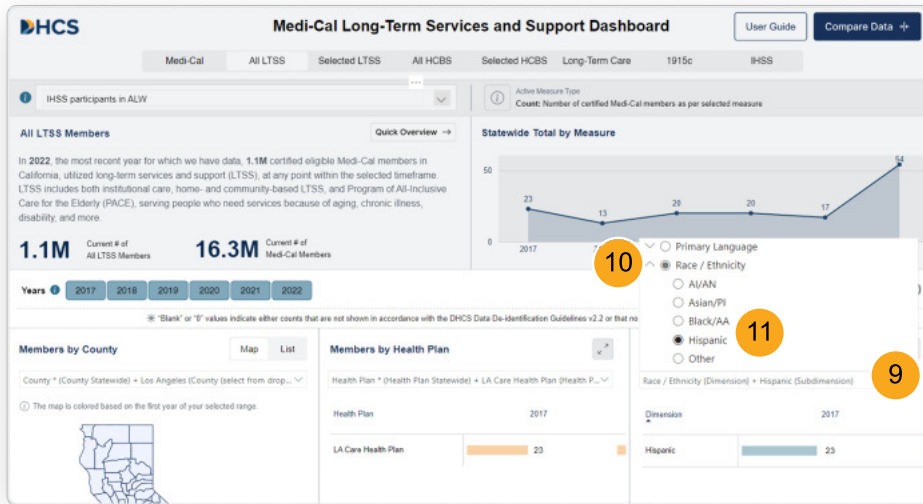 DHCS
Medi-Cal Long-Term Services and Support Dashboard
User Guide
Compare Data
Medi-Cal
All LTSS
Selected LTSS
All HCBS
Selected HCBS
Long-Term Care
1915c
IHSS
IHSS participants in ALW
Active Measure Type
Count: Number of certified Medi-Cal members as per selected measure
All LTSS Members
Quick Overview →
In 2022, the most recent year for which we have data, 1.1M certified eligible Medi-Cal members in
California, utilized long-term services and support (LTSS), at any point within the selected timeframe.
LTSS includes both institutional care, home- and community-based LTSS, and Program of All-Inclusive
Care for the Elderly (PACE), serving people who need services because of aging, chronic illness,
disability, and more.
1.1M
Current # of
All LTSS Members
16.3M
Current # of
Medi-Cal Members
Statewide Total by Measure
50
0
23
13
20
20
17
54
2017
10
Primary Language
Race / Ethnicity
AI/AN
Asian/PI
Black/AA
Hispanic
Other
11
9
Years
2017
2018
2019
2020
2021
2022
"Blank" or "0" values indicate either counts that are not shown in accordance with the DHCS Data De-identification Guidelines v2.2 or that no
Members by County
Map
List
County * (County Statewide) + Los Angeles (County (select from drop...
The map is colored based on the first year of your selected range.
Members by Health Plan
Health Plan * (Health Plan Statewide) + LA Care Health Plan (Health P...
Health Plan
2017
LA Care Health Plan
23
Race / Ethnicity (Dimension) + Hispanic (Subdimension)
Dimension
2017
Hispanic
23